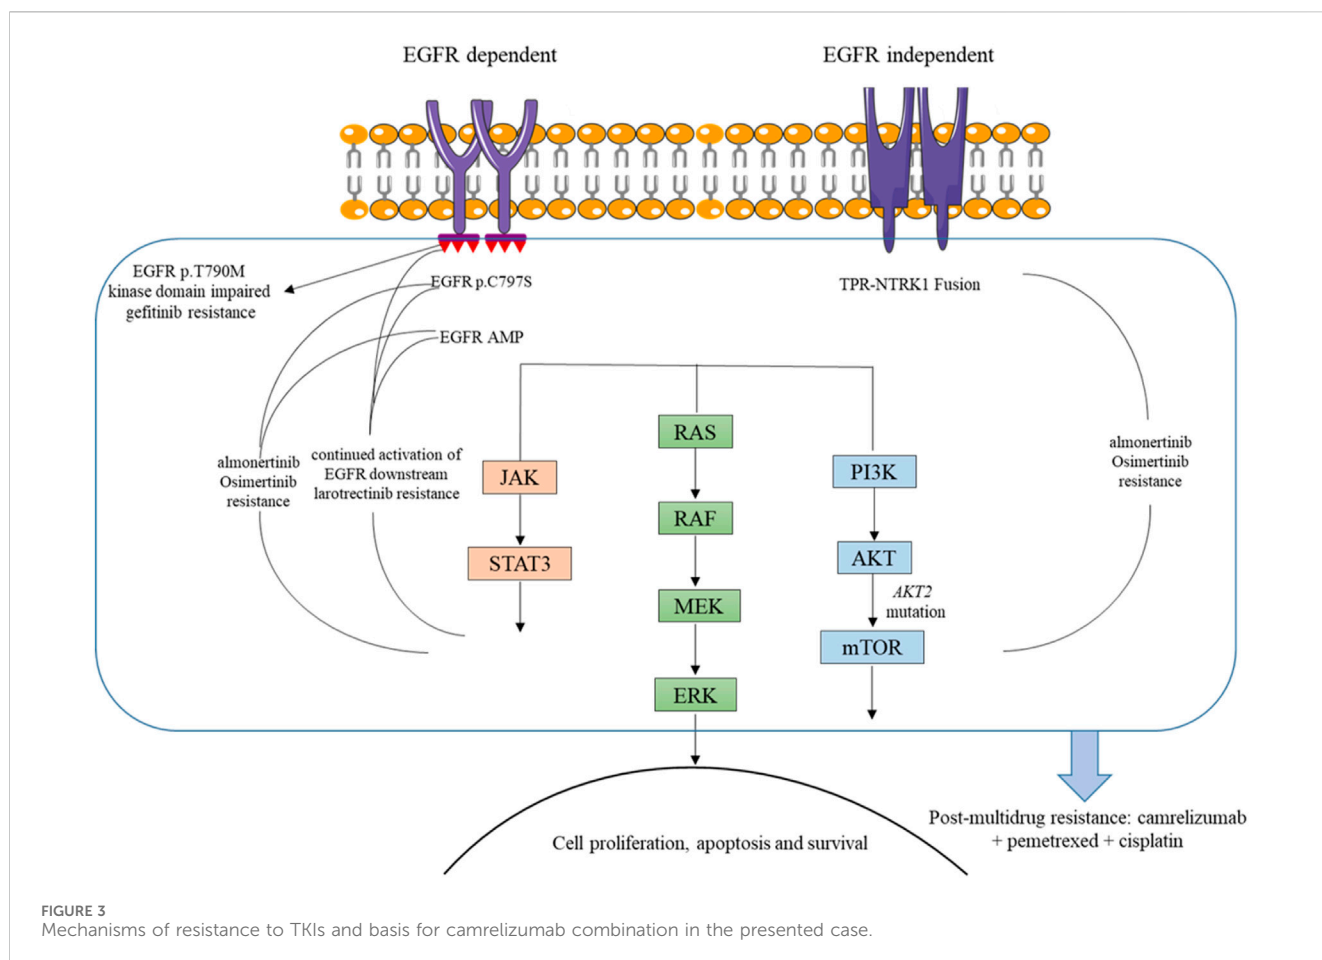 EGFR dependent
EGFR independent
EGFR p.T790M
kinase domain impaired
gefitinib resistance
EGFR p.C797S
EGFR AMP
TPR-NTRK1 Fusion
almonertinib
Osimertinib
resistance
continued activation of
EGFR downstream
larotrectinib resistance
JAK
STAT3
RAS
RAF
MEK
ERK
PI3K
AKT
AKT2
mutation
mTOR
almonertinib
Osimertinib
resistance
Cell proliferation, apoptosis and survival
Post-multidrug resistance: camrelizumab
+ pemetrexed + cisplatin
FIGURE 3
Mechanisms of resistance to TKIs and basis for camrelizumab combination in the presented case.